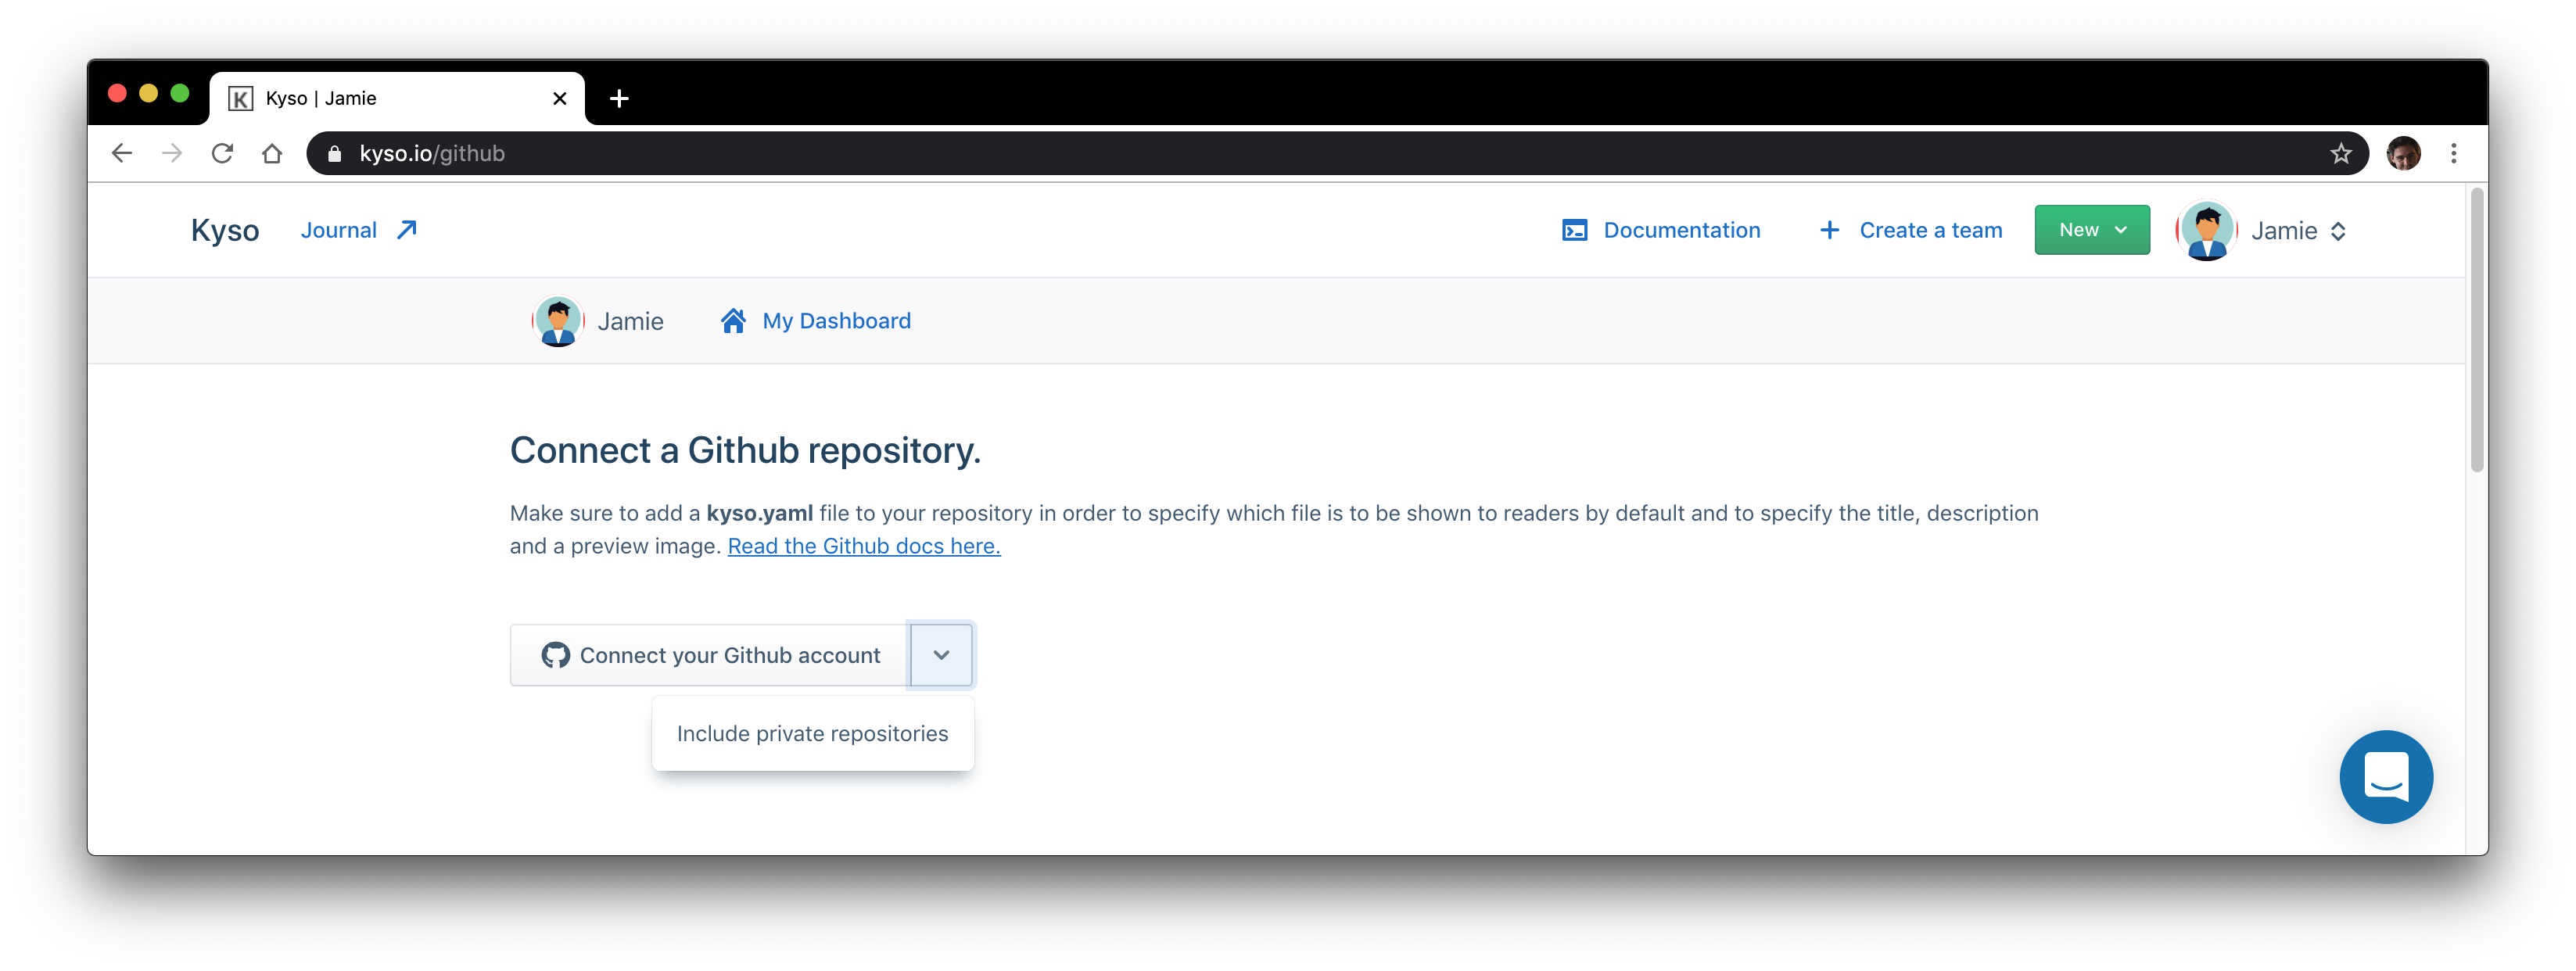 K Kyso | Jamie
kyso.io/github
Kyso Journal Documentation Create a team New Jamie
Jamie My Dashboard
Connect a Github repository.
Make sure to add a kyso.yaml file to your repository in order to specify which file is to be shown to readers by default and to specify the title, description
and a preview image. Read the Github docs here.
Connect your Github account
Include private repositories